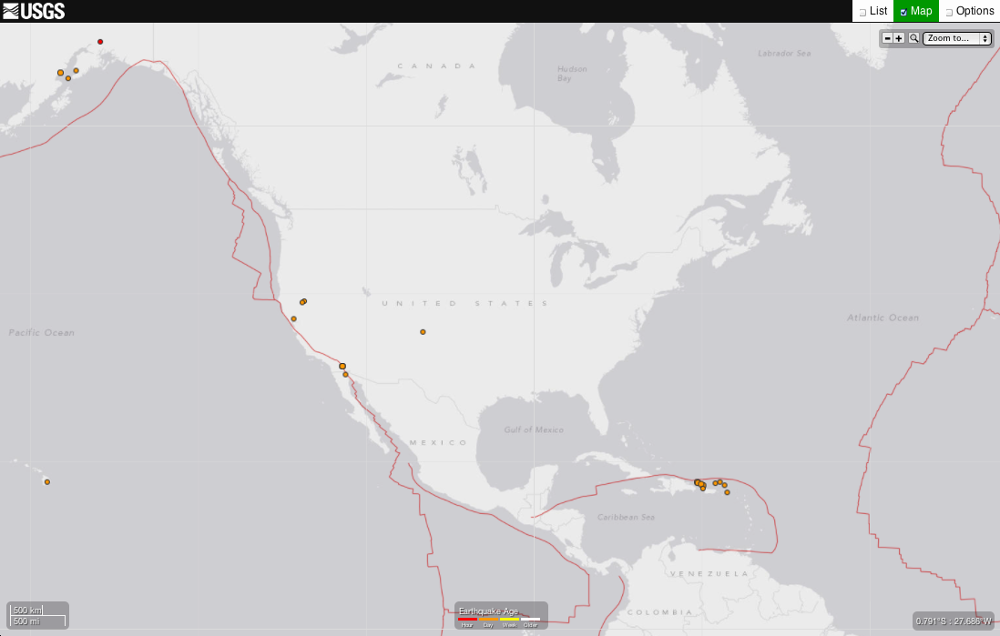 USGS
List
Map
Options
Zoom to...
CANADA
Hudson
Bay
Labrador Sea
UNITED STATES
Pacific Ocean
Atlantic Ocean
Gulf of Mexico
MEXICO
Caribbean Sea
VENEZUELA
COLOMBIA
500 km
500 mi
Earthquake Age
Hour Day Week Older
0.791°S : 27.686°W